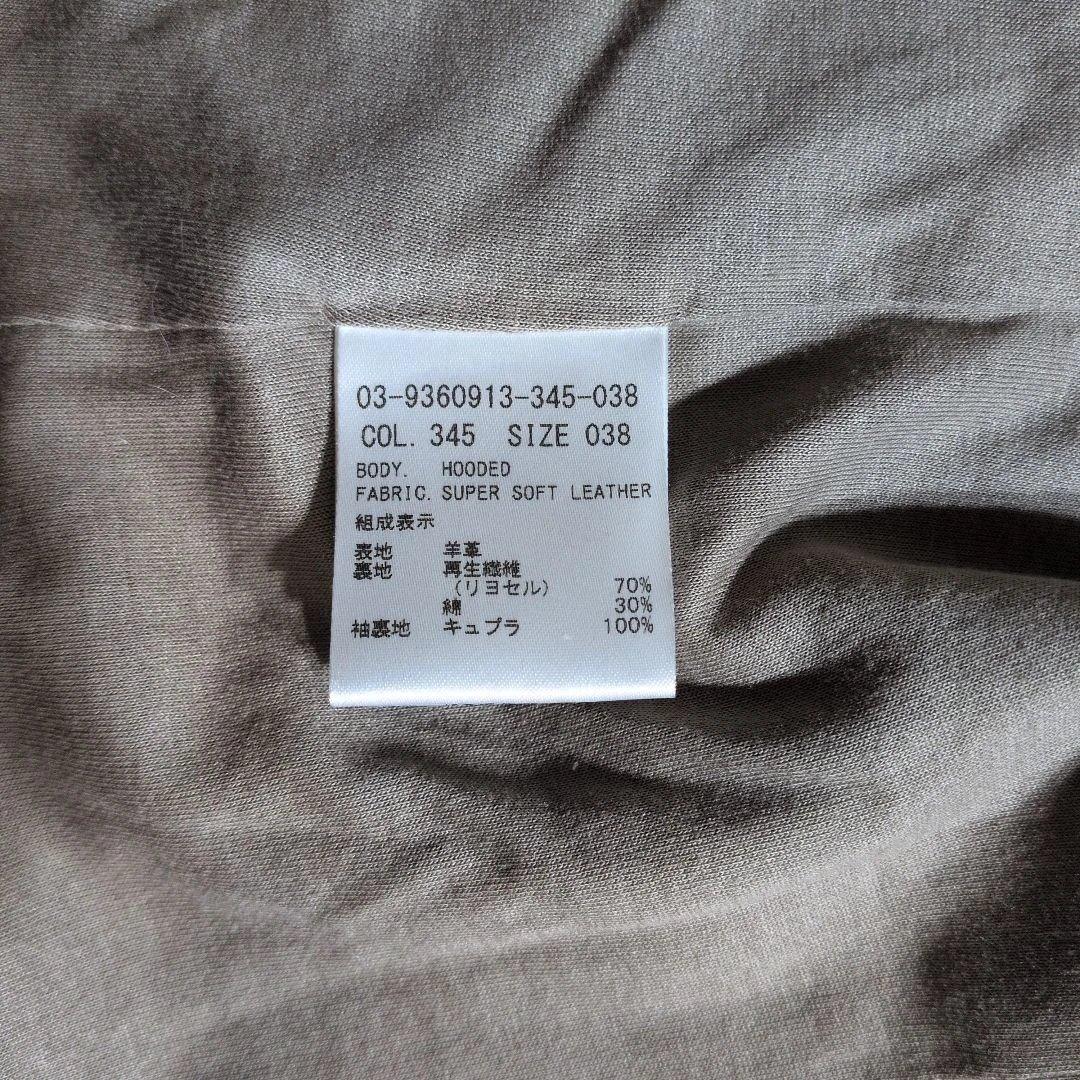 03-9360913-345-038
COL. 345 SIZE 038
BODY. HOODED
FABRIC. SUPER SOFT LEATHER
組成表示
表地 羊革
裏地 再生繊維
(リヨセル) 70%
綿 30%
袖裏地 キュプラ 100%